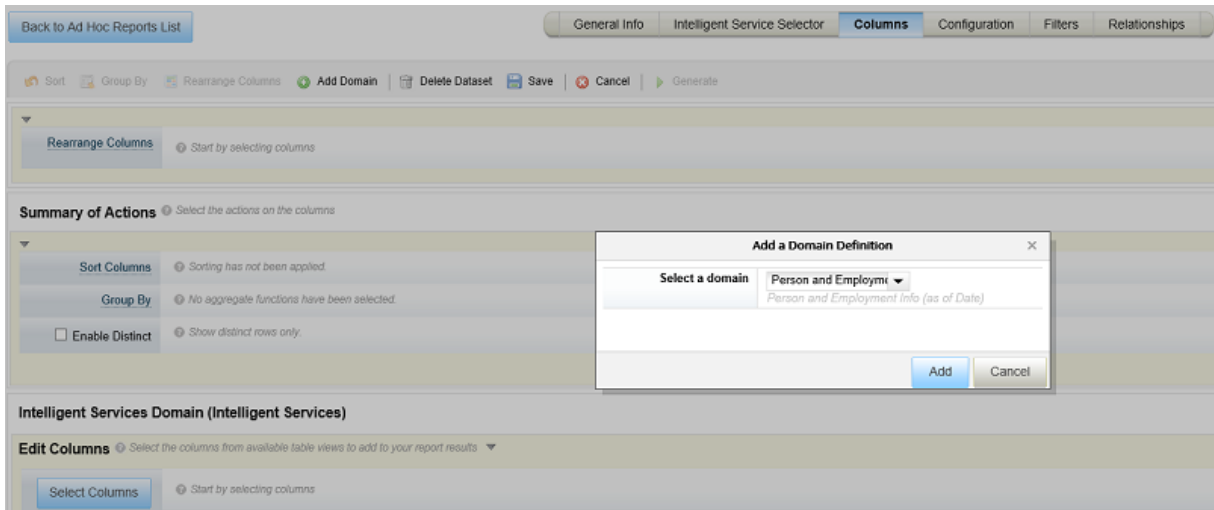 Back to Ad Hoc Reports List
General Info Intelligent Service Selector Columns Configuration Filters Relationships
Sort Group By Rearrange Columns Add Domain Delete Dataset Save Cancel Generate
Rearrange Columns Start by selecting columns
Summary of Actions Select the actions on the columns
Add a Domain Definition
Sort Columns Sorting has not been applied.
Select a domain Person and Employme
Person and Employment Info (as of Date)
Group By No aggregate functions have been selected.
Enable Distinct Show distinct rows only.
Add Cancel
Intelligent Services Domain (Intelligent Services)
Edit Columns Select the columns from available table views to add to your report results
Select Columns Start by selecting columns